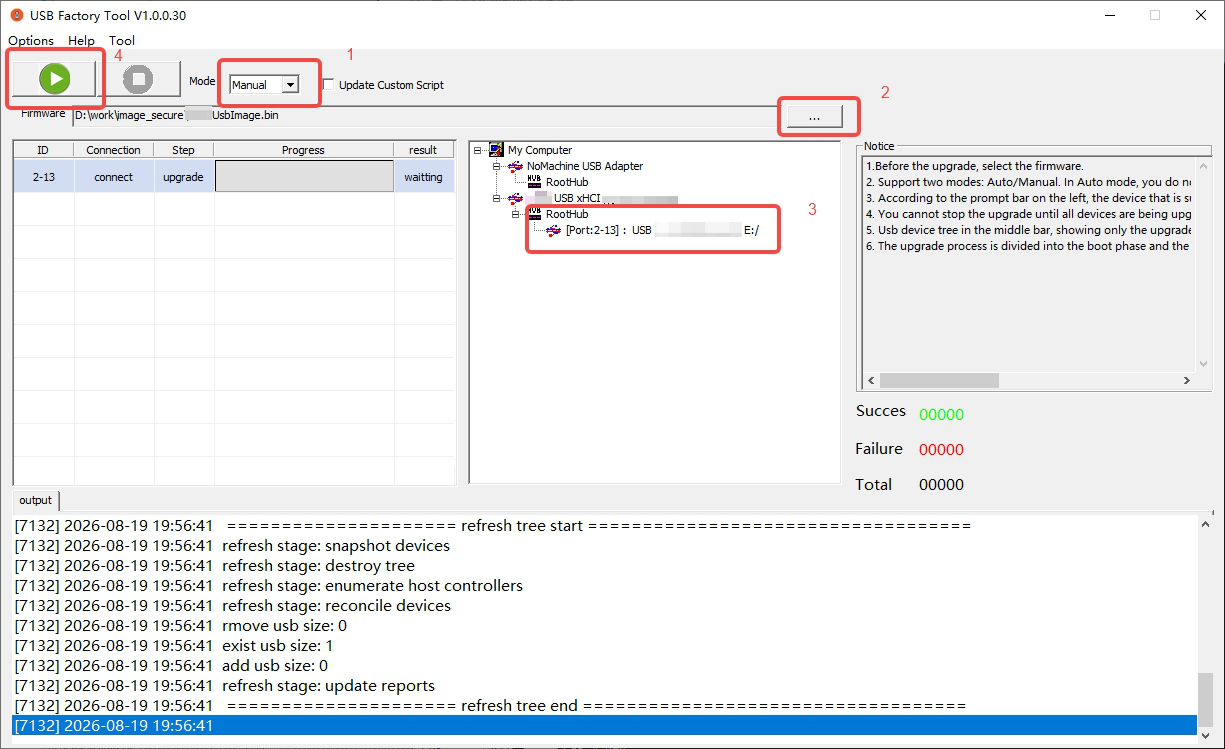 USB Factory Tool V1.0.0.30
Options Help Tool
4
1
Mode
Manual
Update Custom Script
2
Firmware
D:\work\image_secure\ UsbImage.bin
...
ID Connection Step Progress result
2-13 connect upgrade waitting
My Computer
NoMachine USB Adapter
HUB RootHub
USB xHCI
HUB RootHub
[Port:2-13] : USB E:/
3
Notice
1.Before the upgrade, select the firmware.
2. Support two modes: Auto/Manual. In Auto mode, you do
3. According to the prompt bar on the left, the device that is
4. You cannot stop the upgrade until all devices are being
5. Usb device tree in the middle bar, showing only the
6. The upgrade process is divided into the boot phase and the
Succes 00000
Failure 00000
Total 00000
output
[7132] 2026-08-19 19:56:41 ===================== refresh tree start ===================================
[7132] 2026-08-19 19:56:41 refresh stage: snapshot devices
[7132] 2026-08-19 19:56:41 refresh stage: destroy tree
[7132] 2026-08-19 19:56:41 refresh stage: enumerate host controllers
[7132] 2026-08-19 19:56:41 refresh stage: reconcile devices
[7132] 2026-08-19 19:56:41 rmove usb size: 0
[7132] 2026-08-19 19:56:41 exist usb size: 1
[7132] 2026-08-19 19:56:41 add usb size: 0
[7132] 2026-08-19 19:56:41 refresh stage: update reports
[7132] 2026-08-19 19:56:41 ===================== refresh tree end ===================================
[7132] 2026-08-19 19:56:41